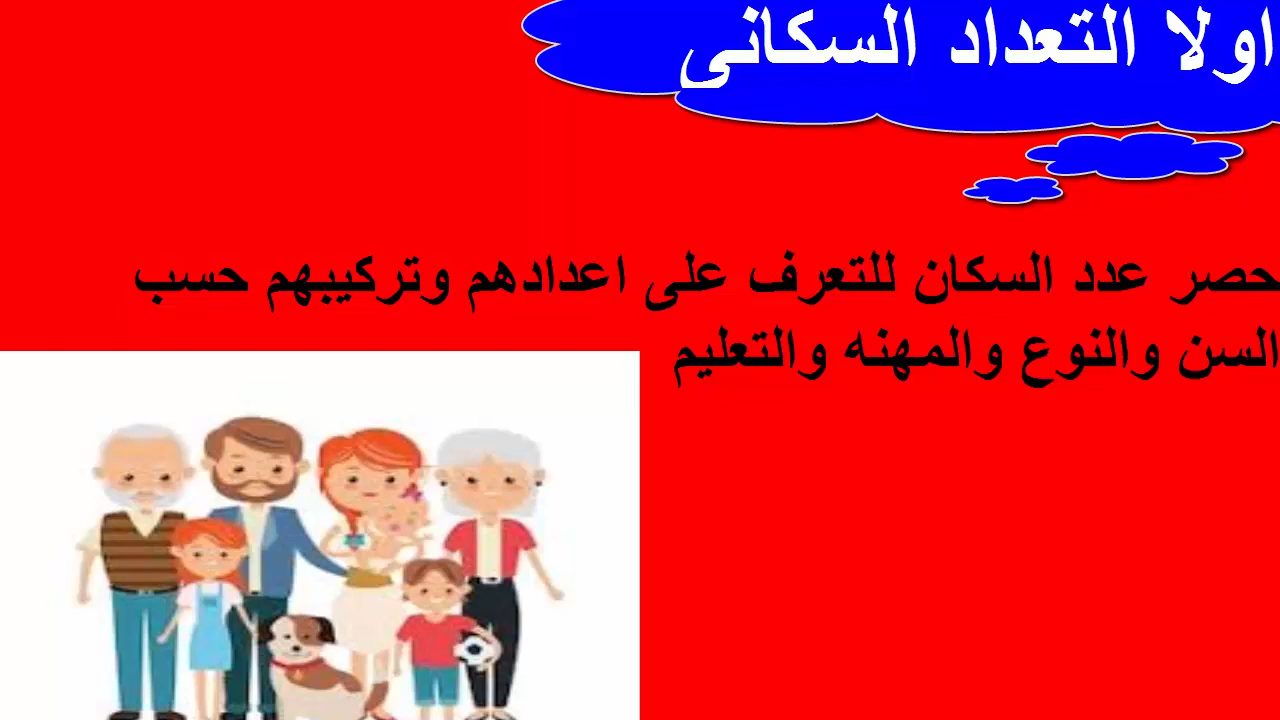 اولا التعداد السكانى
حصر عدد السكان للتعرف على اعدادهم وتركيبهم حسب
السن والنوع والمهنه والتعليم